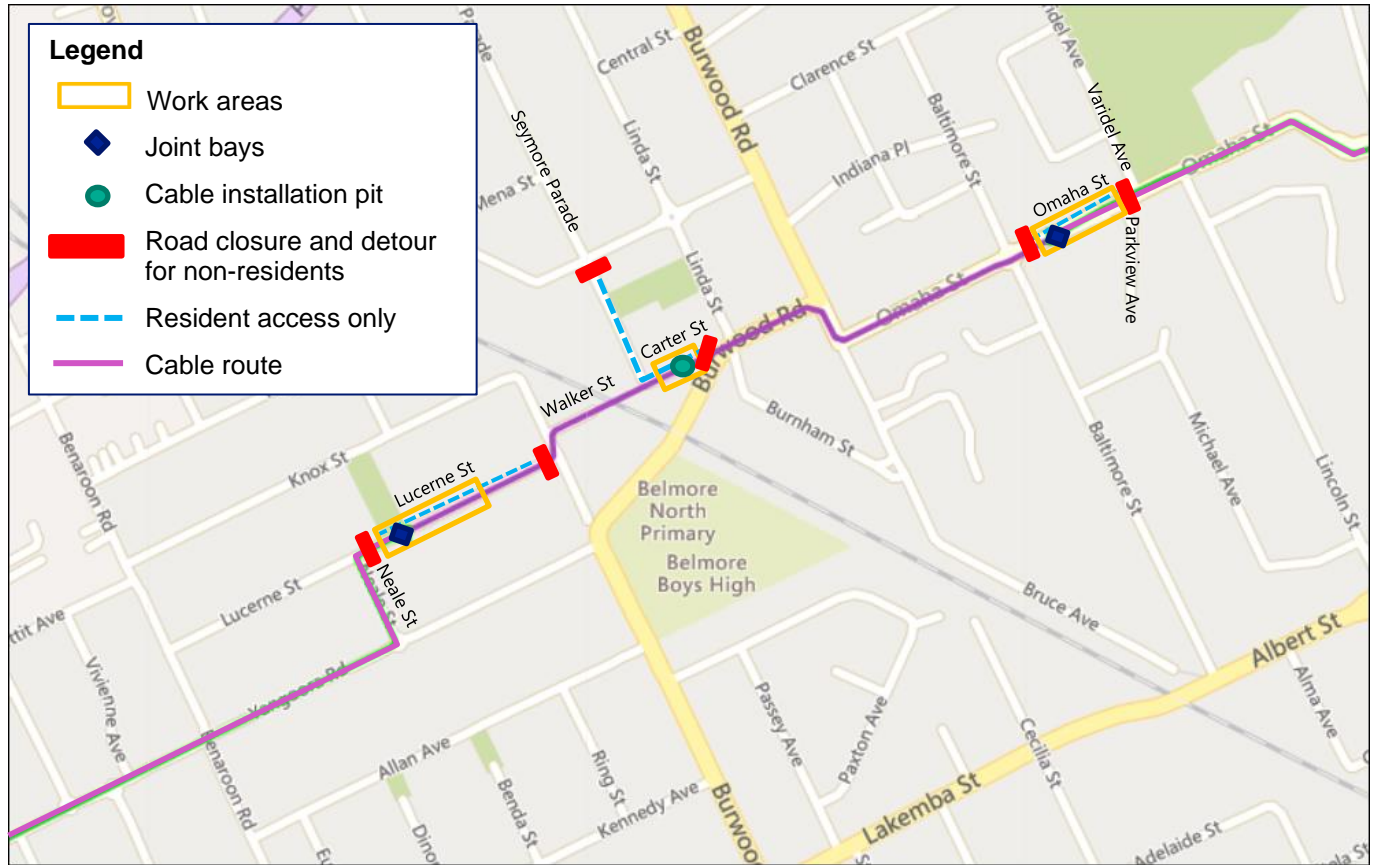 Legend
Work areas
Joint bays
Cable installation pit
Road closure and detour
for non-residents
Resident access only
Cable route
Central St
Burwood Rd
Clarence St
Varidel Ave
Seymore Parade
Linda St
Baltimore St
Indiana Pl
Mena St
Omaha St
Omaha St
Parkview Ave
Linda St
Omaha St
Carter St
Burwood Rd
Walker St
Burnham St
Baltimore St
Michael Ave
Lincoln St
Benaroon Rd
Knox St
Lucerne St
Belmore
North
Primary
Belmore
Boys High
Neale St
Lucerne St
Bruce Ave
Albert St
Vivienne Ave
Benaroon Rd
Allan Ave
Passey Ave
Paxton Ave
Cecilia St
Alma Ave
Ring St
Benda St
Kennedy Ave
Lakemba St
Adelaide St